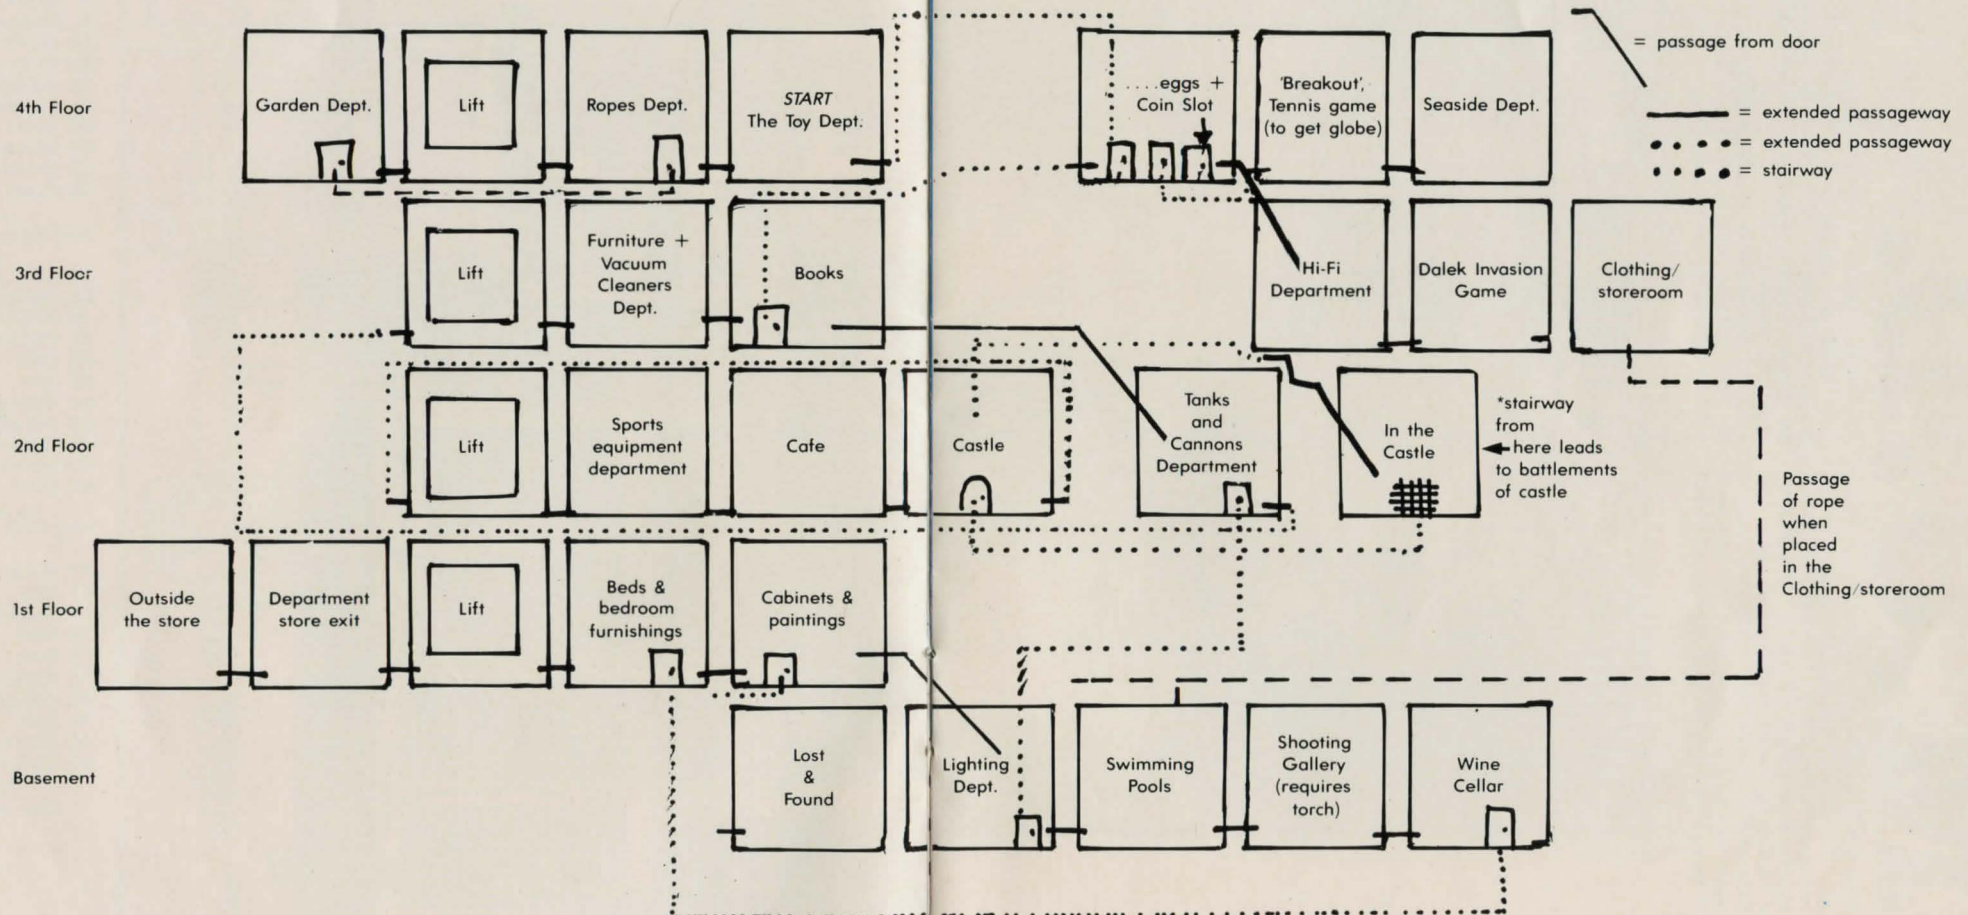 4th Floor
Garden Dept.
Lift
Ropes Dept.
START
The Toy Dept.
....eggs +
Coin Slot
'Breakout',
Tennis game
(to get globe)
Seaside Dept.
= passage from door
= extended passageway
= extended passageway
= stairway
3rd Floor
Lift
Furniture +
Vacuum
Cleaners
Dept.
Books
Hi-Fi
Department
Dalek Invasion
Game
Clothing/
storeroom
2nd Floor
Lift
Sports
equipment
department
Cafe
Castle
Tanks
and
Cannons
Department
In the
Castle
*stairway
from
here leads
to battlements
of castle
Passage
of rope
when
placed
in the
Clothing/storeroom
1st Floor
Outside
the store
Department
store exit
Lift
Beds &
bedroom
furnishings
Cabinets &
paintings
Basement
Lost
&
Found
Lighting
Dept.
Swimming
Pools
Shooting
Gallery
(requires
torch)
Wine
Cellar